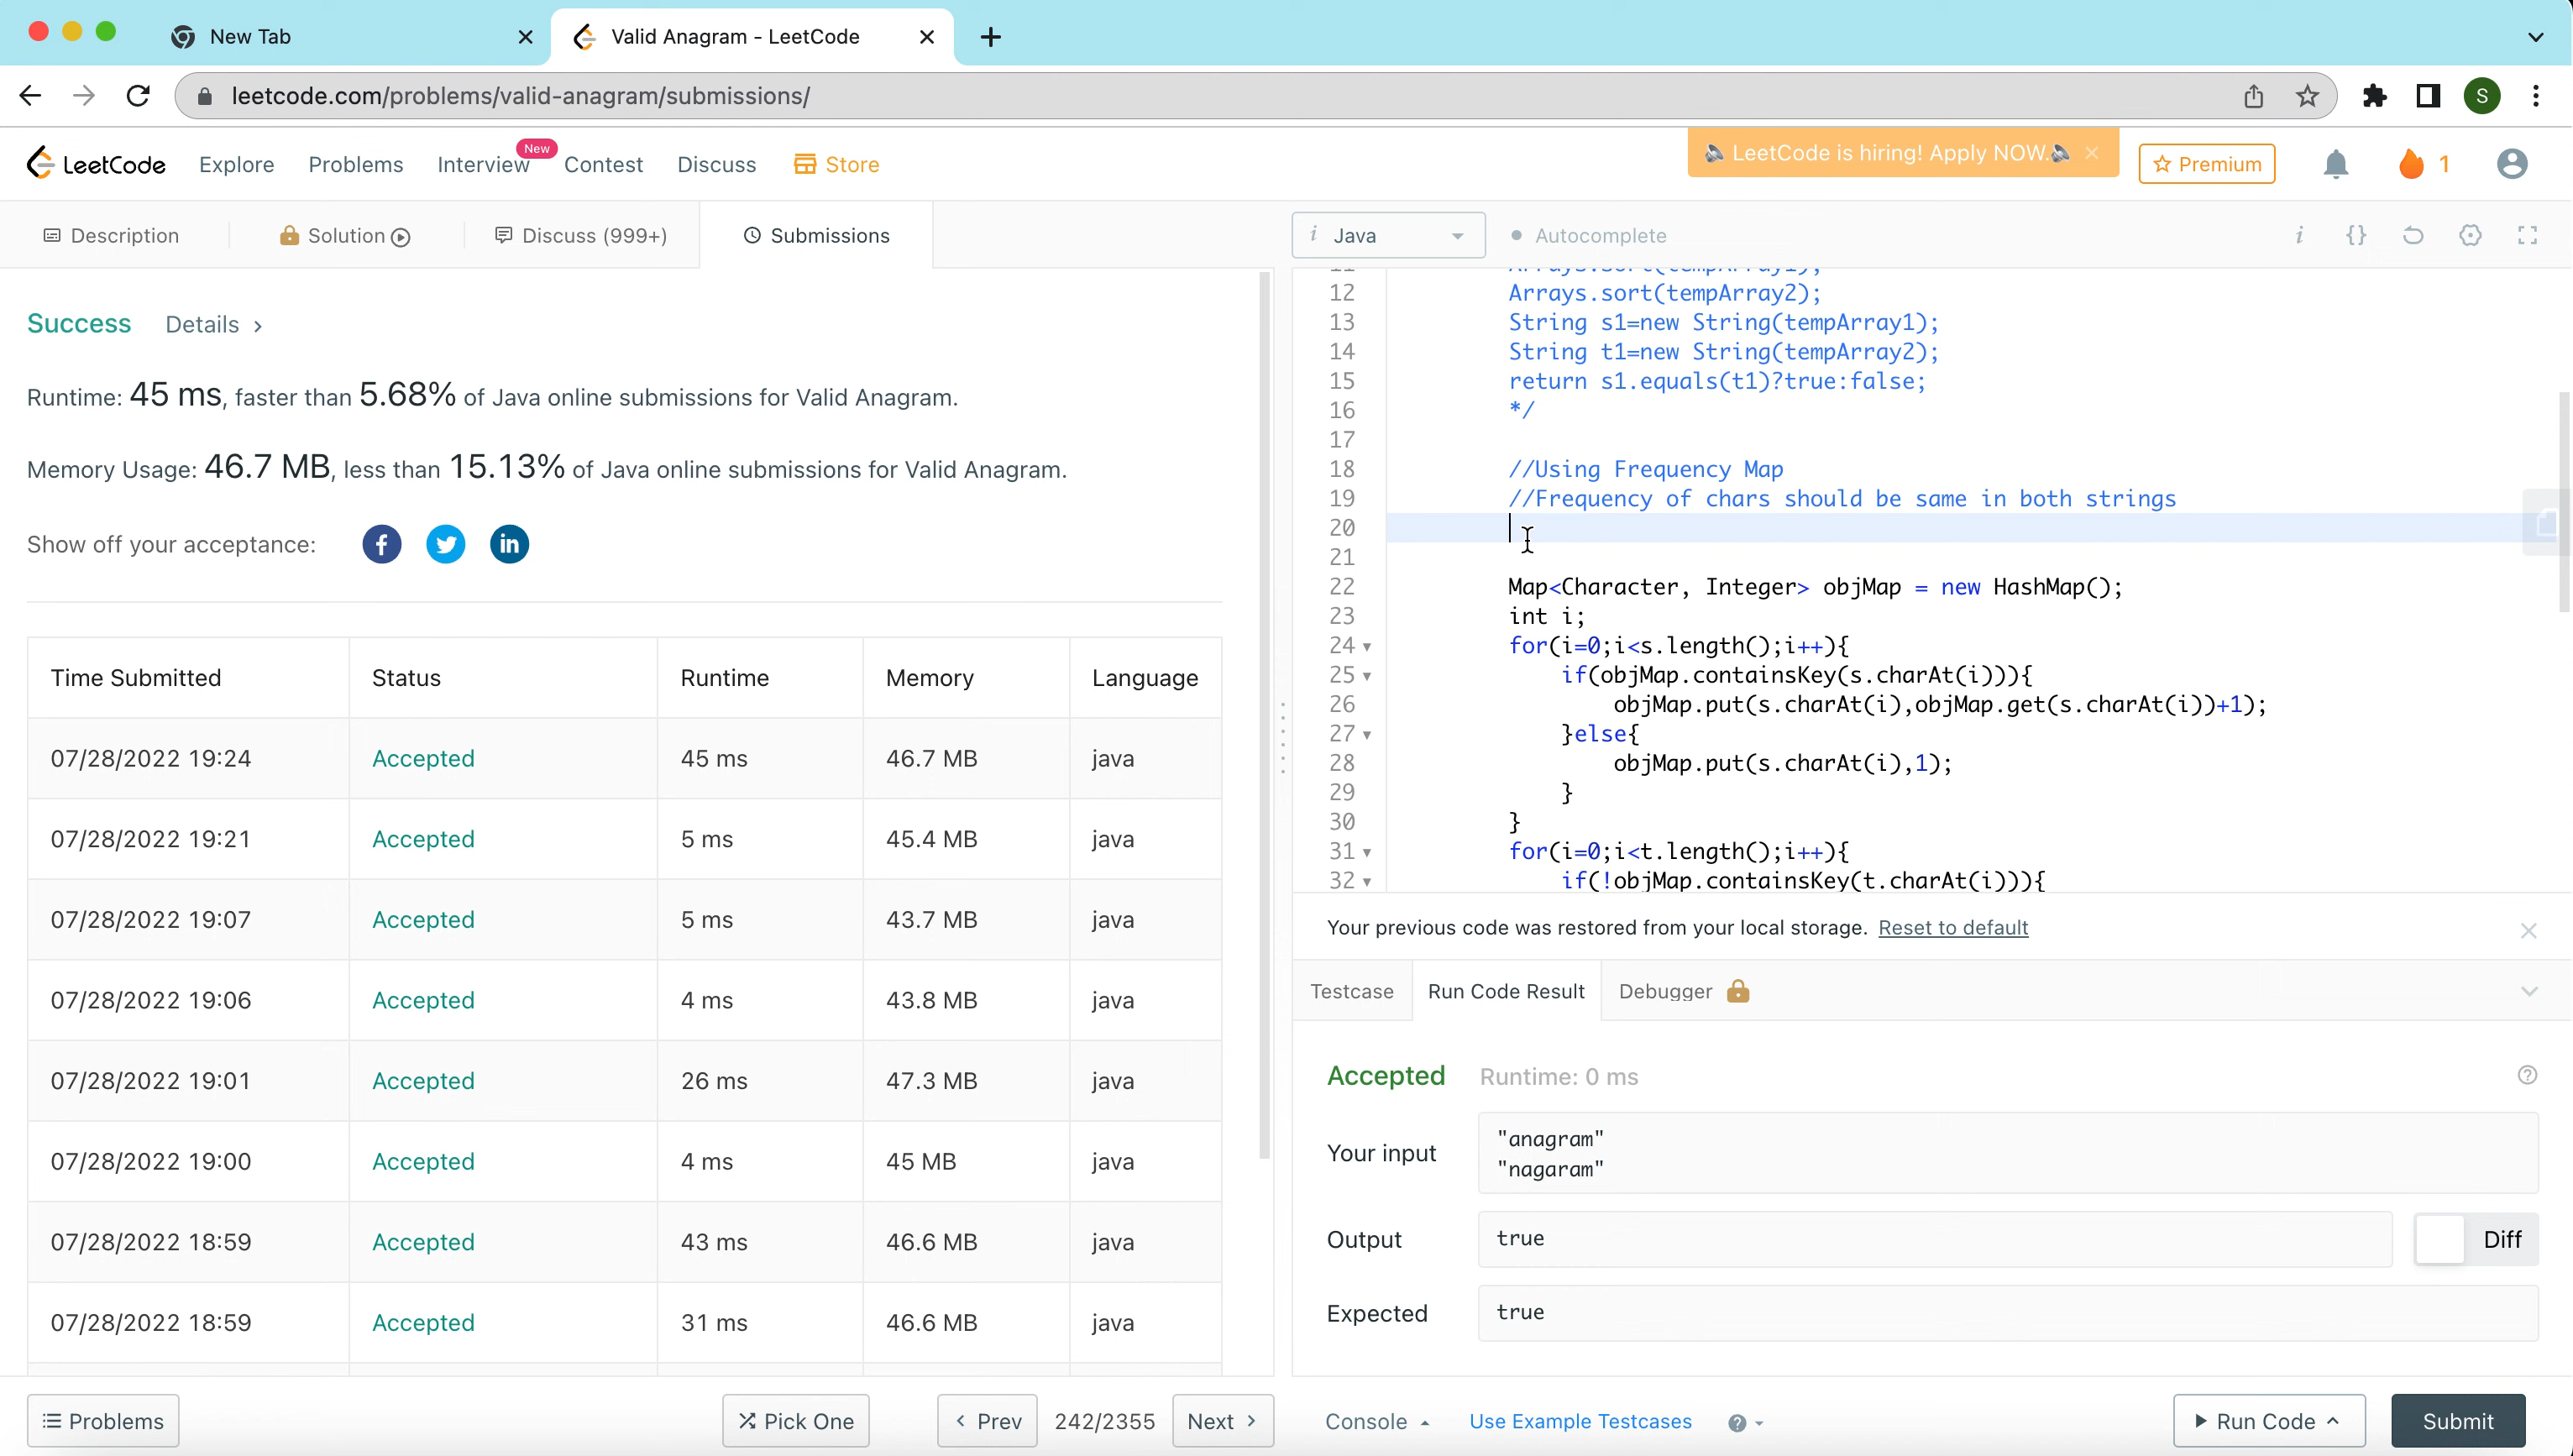 New Tab
Valid Anagram - LeetCode
leetcode.com/problems/valid-anagram/submissions/
LeetCode
Explore
Problems
Interview
New
Contest
Discuss
Store
LeetCode is hiring! Apply NOW.
Premium
1
S
Description
Solution
Discuss (999+)
Submissions
i Java
Autocomplete
Success Details >
Runtime: 45 ms, faster than 5.68% of Java online submissions for Valid Anagram.
Memory Usage: 46.7 MB, less than 15.13% of Java online submissions for Valid Anagram.
Show off your acceptance:
Time Submitted Status Runtime Memory Language
07/28/2022 19:24 Accepted 45 ms 46.7 MB java
07/28/2022 19:21 Accepted 5 ms 45.4 MB java
07/28/2022 19:07 Accepted 5 ms 43.7 MB java
07/28/2022 19:06 Accepted 4 ms 43.8 MB java
07/28/2022 19:01 Accepted 26 ms 47.3 MB java
07/28/2022 19:00 Accepted 4 ms 45 MB java
07/28/2022 18:59 Accepted 43 ms 46.6 MB java
07/28/2022 18:59 Accepted 31 ms 46.6 MB java
12 Arrays.sort(tempArray2);
13 String s1=new String(tempArray1);
14 String t1=new String(tempArray2);
15 return s1.equals(t1)?true:false;
16 */
17
18 //Using Frequency Map
19 //Frequency of chars should be same in both strings
20
21
22 Map<Character, Integer> objMap = new HashMap();
23 int i;
24 for(i=0;i<s.length();i++){
25 if(objMap.containsKey(s.charAt(i))){
26 objMap.put(s.charAt(i),objMap.get(s.charAt(i))+1);
27 }else{
28 objMap.put(s.charAt(i),1);
29 }
30 }
31 for(i=0;i<t.length();i++){
32 if(!objMap.containsKey(t.charAt(i))){
Your previous code was restored from your local storage. Reset to default
Testcase
Run Code Result
Debugger
Accepted Runtime: 0 ms
Your input
"anagram"
"nagaram"
Output true Diff
Expected true
Problems
Pick One
Prev
242/2355
Next
Console
Use Example Testcases
Run Code
Submit